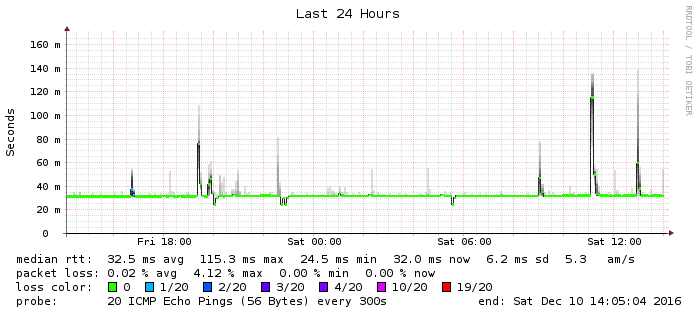 Last 24 Hours
RRDTOOL / TOBI OETIKER
Seconds
160 m
140 m
120 m
100 m
80 m
60 m
40 m
20 m
0
Fri 18:00 Sat 00:00 Sat 06:00 Sat 12:00
median rtt: 32.5 ms avg 115.3 ms max 24.5 ms min 32.0 ms now 6.2 ms sd 5.3 am/s
packet loss: 0.02 % avg 4.12 % max 0.00 % min 0.00 % now
loss color: 0 1/20 2/20 3/20 4/20 10/20 19/20
probe: 20 ICMP Echo Pings (56 Bytes) every 300s end: Sat Dec 10 14:05:04 2016